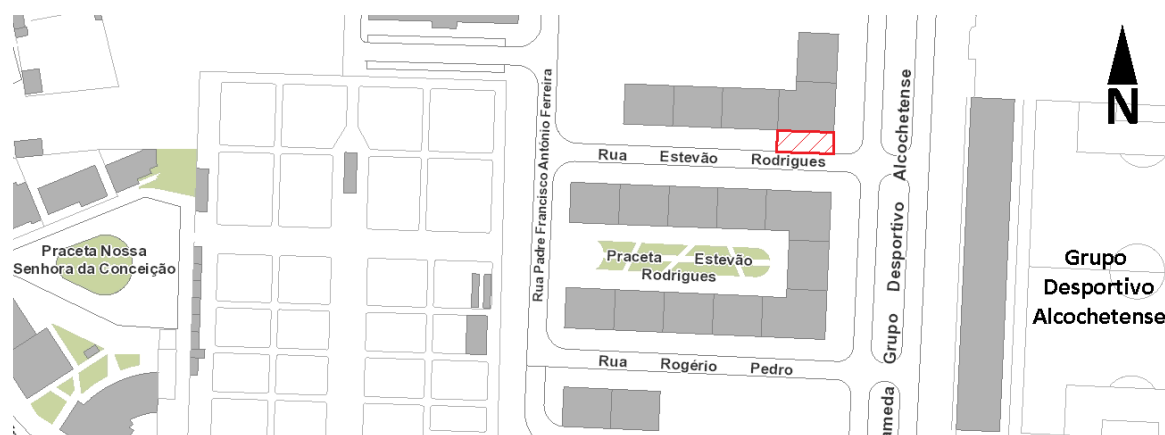 N
Rua Padre Francisco António Ferreira
Rua Estevão Rodrigues
Alameda Grupo Desportivo Alcochetense
Praceta Nossa
Senhora da Conceição
Praceta Estevão
Rodrigues
Grupo
Desportivo
Alcochetense
Rua Rogério Pedro